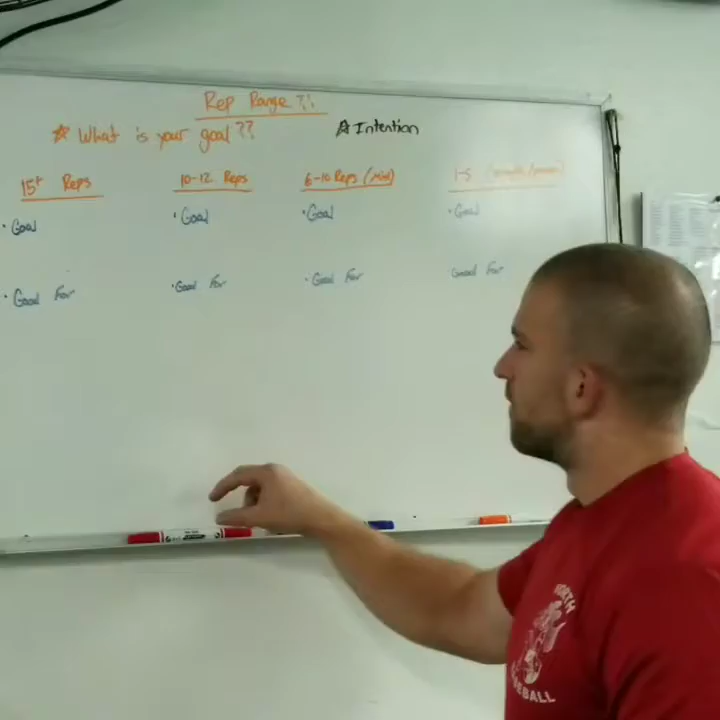 Rep Range ??
☆ What is your goal ??
☆ Intention
15+ Reps
10-12 Reps
6-10 Reps (Mid)
1-5
• Goal
• Goal
• Goal
• Goal
• Good For
• Good For
• Good For
Good For